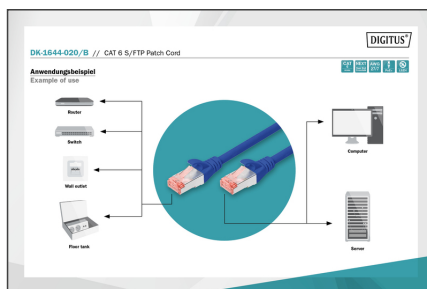 DIGITUS
DK-1644-020/B // CAT 6 S/FTP Patch Cord
Anwendungsbeispiel
Example of use
Router
Switch
Wall outlet
Floor tank
Computer
Server